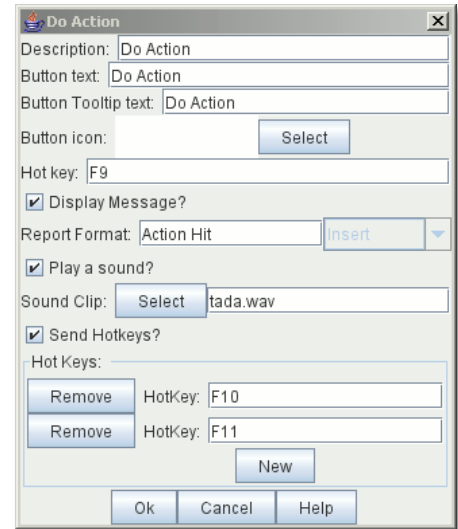 Do Action
Description: Do Action
Button text: Do Action
Button Tooltip text: Do Action
Button icon: Select
Hot key: F9
Display Message?
Report Format: Action Hit Insert
Play a sound?
Sound Clip: Select tada.wav
Send Hotkeys?
Hot Keys:
Remove HotKey: F10
Remove HotKey: F11
New
Ok Cancel Help